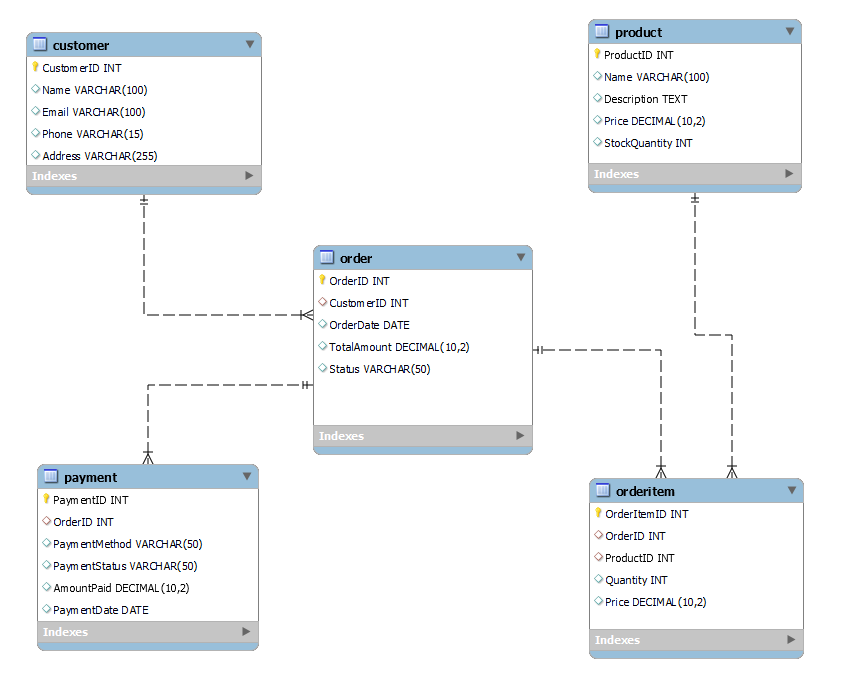 customer
CustomerID INT
Name VARCHAR(100)
Email VARCHAR(100)
Phone VARCHAR(15)
Address VARCHAR(255)
Indexes
product
ProductID INT
Name VARCHAR(100)
Description TEXT
Price DECIMAL(10,2)
StockQuantity INT
Indexes
order
OrderID INT
CustomerID INT
OrderDate DATE
TotalAmount DECIMAL(10,2)
Status VARCHAR(50)
Indexes
payment
PaymentID INT
OrderID INT
PaymentMethod VARCHAR(50)
PaymentStatus VARCHAR(50)
AmountPaid DECIMAL(10,2)
PaymentDate DATE
Indexes
orderitem
OrderItemID INT
OrderID INT
ProductID INT
Quantity INT
Price DECIMAL(10,2)
Indexes